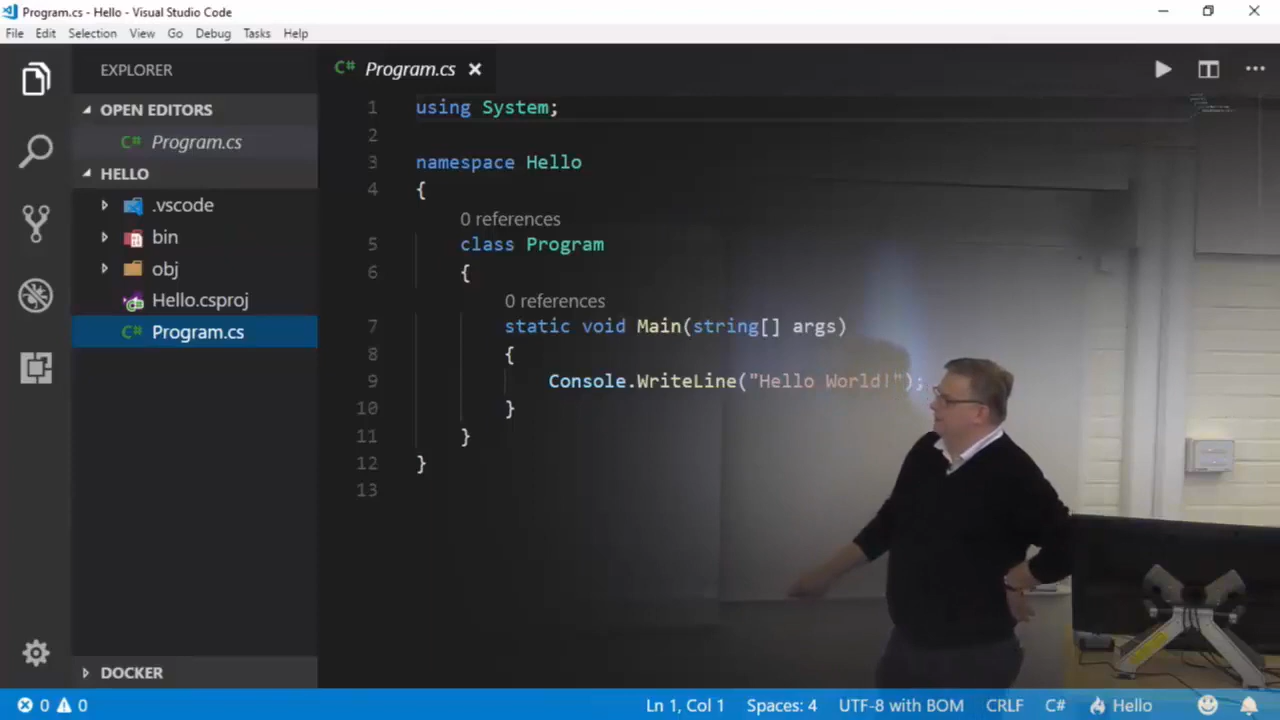 Program.cs - Hello - Visual Studio Code
File Edit Selection View Go Debug Tasks Help
EXPLORER
OPEN EDITORS
C# Program.cs
HELLO
.vscode
bin
obj
Hello.csproj
C# Program.cs
DOCKER
C# Program.cs
1 using System;
2
3 namespace Hello
4 {
0 references
5 class Program
6 {
0 references
7 static void Main(string[] args)
8 {
9 Console.WriteLine("Hello World!");
10 }
11 }
12 }
13
0 0 Ln 1, Col 1 Spaces: 4 UTF-8 with BOM CRLF C# Hello